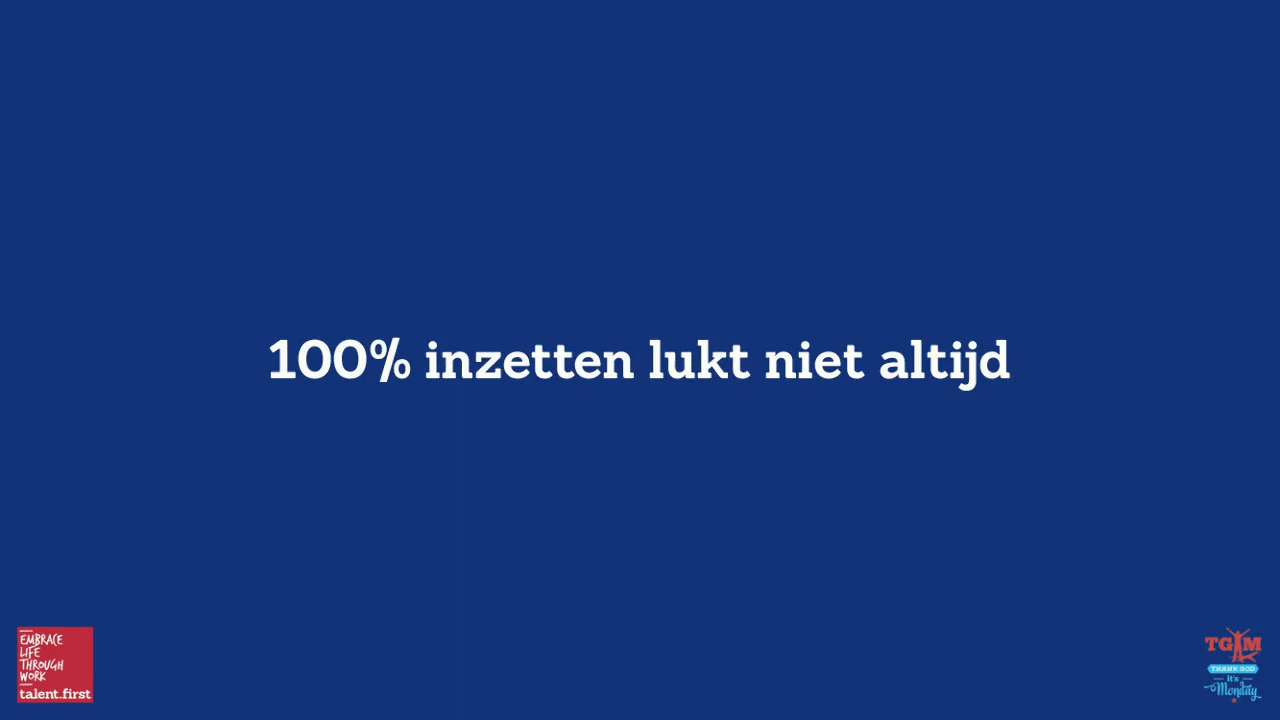 100% inzetten lukt niet altijd
EMBRACE
LIFE
THROUGH
WORK
talent.first
TGIM
THANK GOD
it's
Monday